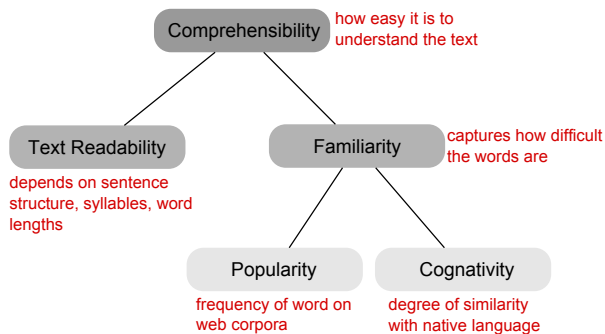 Comprehensibility
how easy it is to
understand the text
Text Readability
depends on sentence
structure, syllables, word
lengths
Familiarity
captures how difficult
the words are
Popularity
frequency of word on
web corpora
Cognativity
degree of similarity
with native language